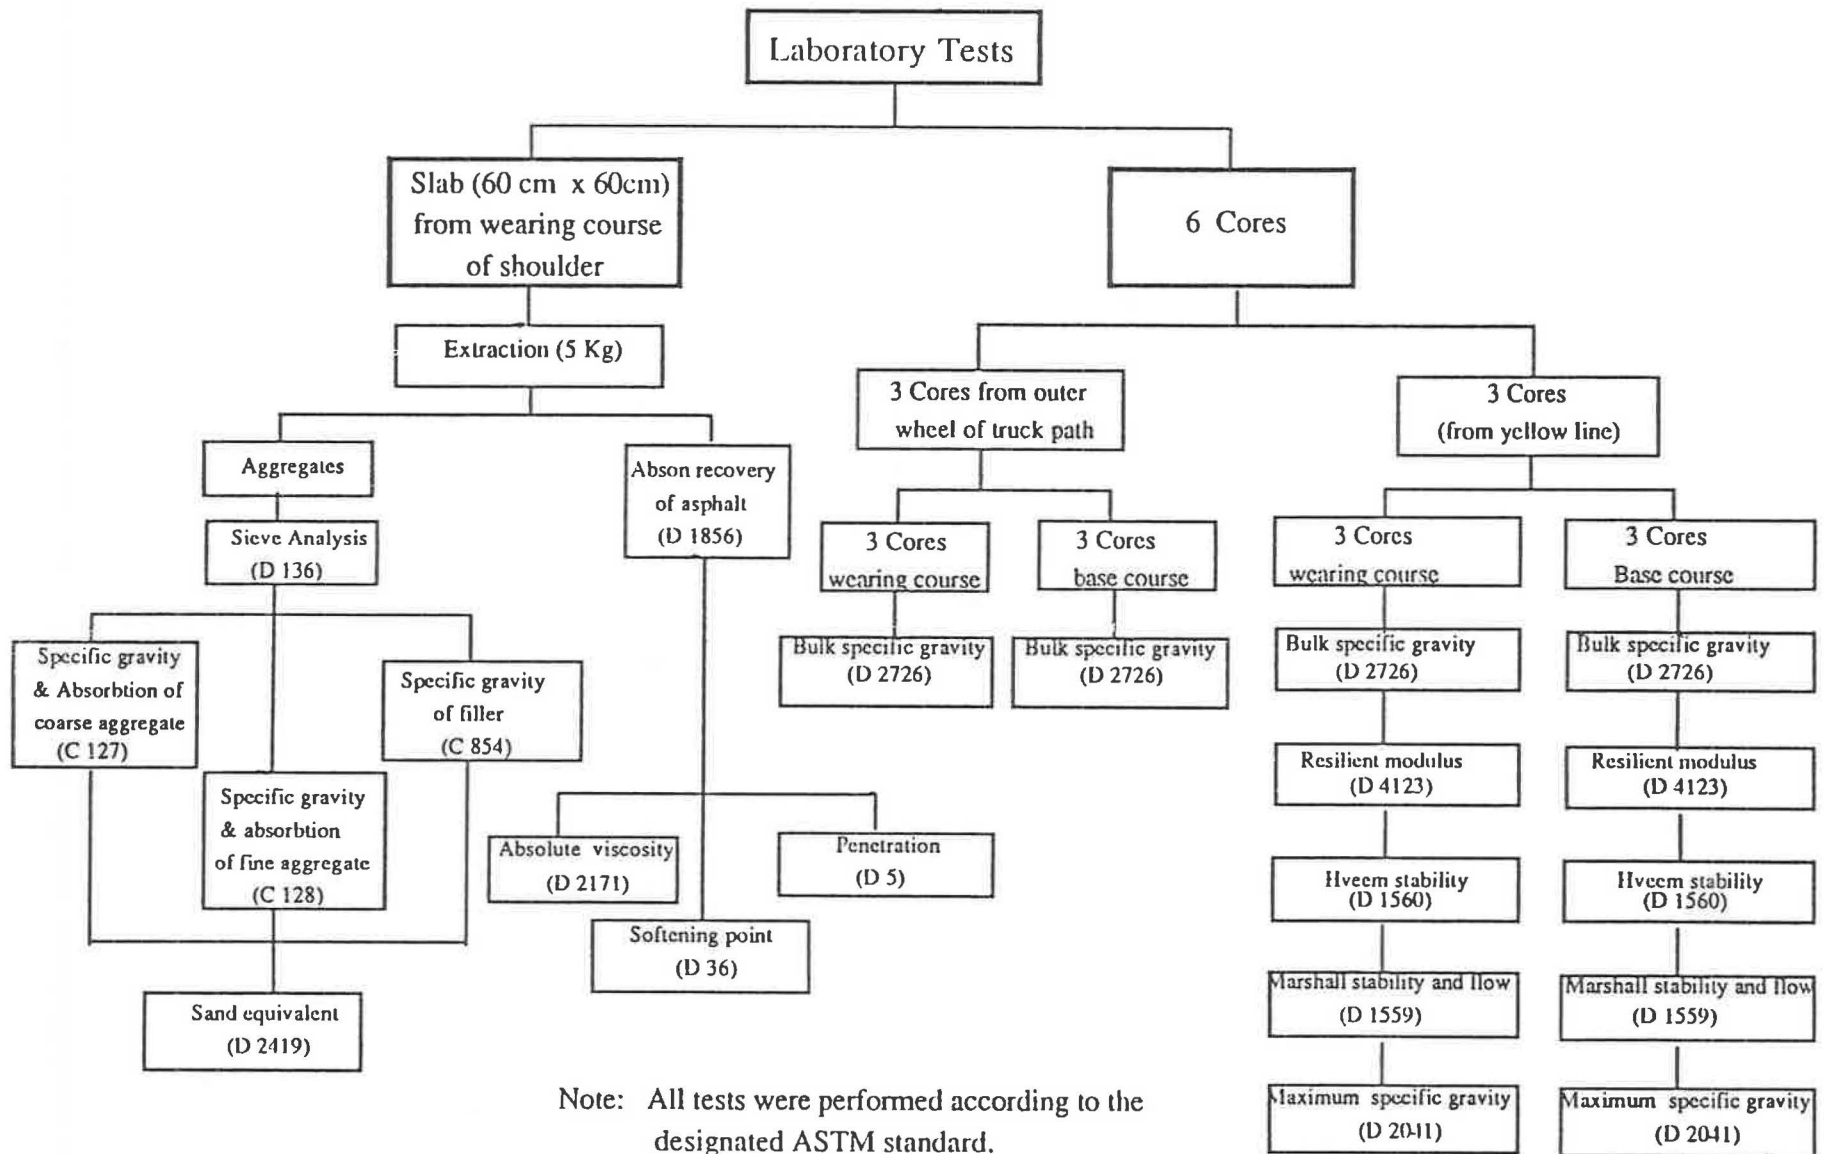 Laboratory Tests
Slab (60 cm x 60cm)
from wearing course
of shoulder
6 Cores
Extraction (5 Kg)
3 Cores from outer
wheel of truck path
3 Cores
(from yellow line)
Aggregates
Abson recovery
of asphalt
(D 1856)
Sieve Analysis
(D 136)
3 Cores
wearing course
3 Cores
base course
3 Cores
wearing course
3 Cores
Base course
Specific gravity
& Absorbtion of
coarse aggregate
(C 127)
Specific gravity
of filler
(C 854)
Bulk specific gravity
(D 2726)
Bulk specific gravity
(D 2726)
Bulk specific gravity
(D 2726)
Bulk specific gravity
(D 2726)
Specific gravity
& absorbtion
of fine aggregate
(C 128)
Resilient modulus
(D 4123)
Resilient modulus
(D 4123)
Absolute viscosity
(D 2171)
Penetration
(D 5)
Hveem stability
(D 1560)
Hveem stability
(D 1560)
Softening point
(D 36)
Sand equivalent
(D 2419)
Marshall stability and flow
(D 1559)
Marshall stability and flow
(D 1559)
Maximum specific gravity
(D 2041)
Maximum specific gravity
(D 2041)
Note: All tests were performed according to the
designated ASTM standard.